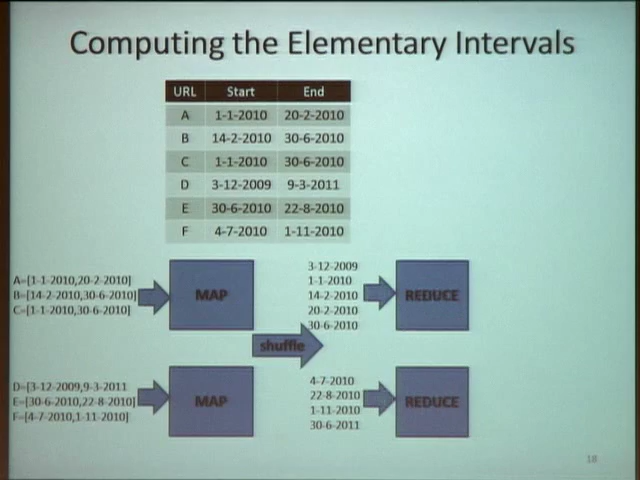 Computing the Elementary Intervals
URL Start End
A 1-1-2010 20-2-2010
B 14-2-2010 30-6-2010
C 1-1-2010 30-6-2010
D 3-12-2009 9-3-2011
E 30-6-2010 22-8-2010
F 4-7-2010 1-11-2010
A=[1-1-2010,20-2-2010]
B=[14-2-2010,30-6-2010]
C=[1-1-2010,30-6-2010]
MAP
3-12-2009
1-1-2010
14-2-2010
20-2-2010
30-6-2010
REDUCE
shuffle
D=[3-12-2009,9-3-2011
E=[30-6-2010,22-8-2010]
F=[4-7-2010,1-11-2010]
MAP
4-7-2010
22-8-2010
1-11-2010
30-6-2011
REDUCE
18